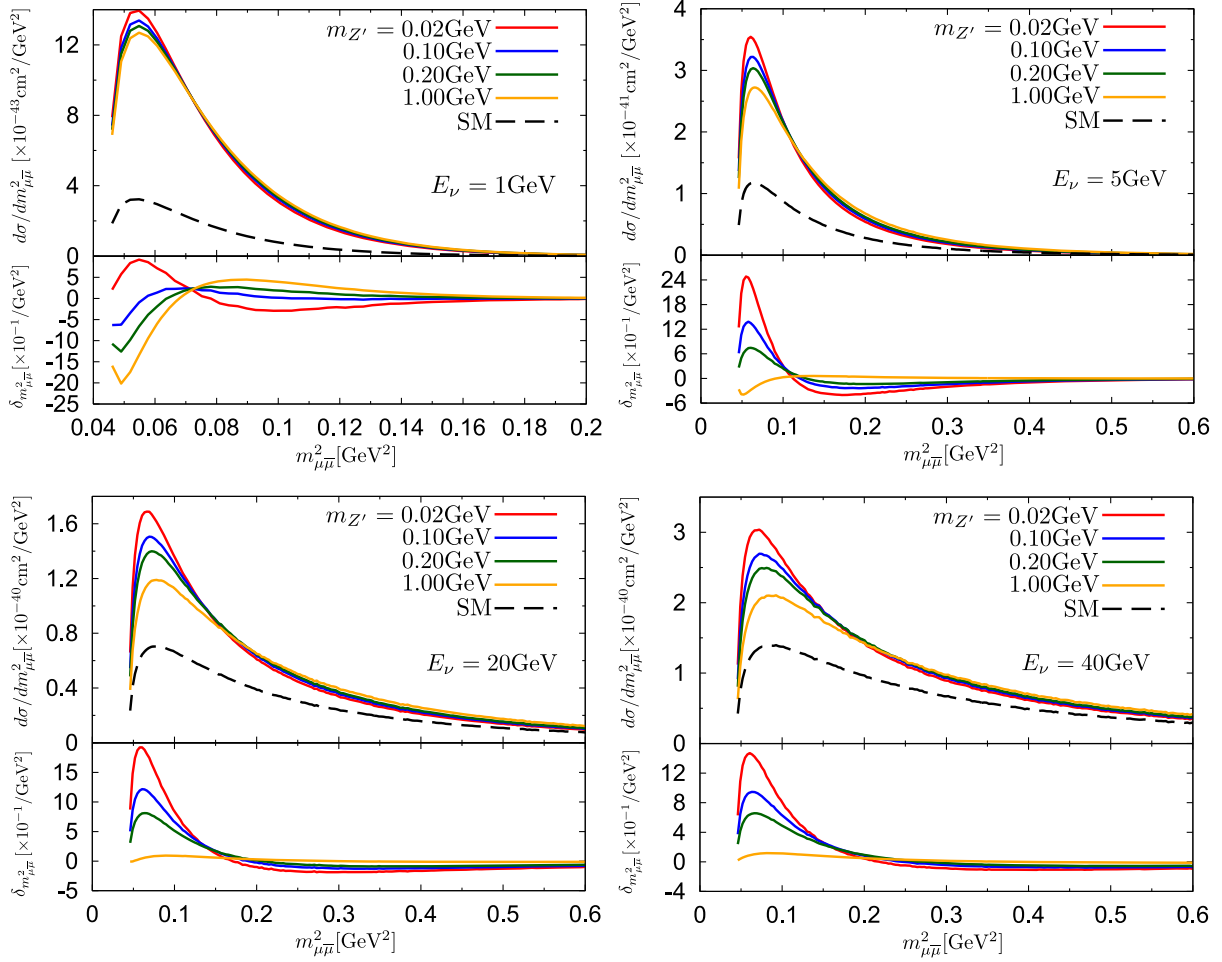 dσ/dm²_{μμ̅} [×10⁻⁴³cm²/GeV²]
12
8
4
0
m_{Z′} = 0.02GeV
0.10GeV
0.20GeV
1.00GeV
SM
E_ν = 1GeV
δ_{m²_{μμ̅}} [×10⁻¹/GeV²]
5
0
-5
-10
-15
-20
-25
0.04 0.06 0.08 0.1 0.12 0.14 0.16 0.18 0.2
m²_{μμ̅}[GeV²]
dσ/dm²_{μμ̅} [×10⁻⁴¹cm²/GeV²]
4
3
2
1
0
m_{Z′} = 0.02GeV
0.10GeV
0.20GeV
1.00GeV
SM
E_ν = 5GeV
δ_{m²_{μμ̅}} [×10⁻¹/GeV²]
24
18
12
6
0
-6
0 0.1 0.2 0.3 0.4 0.5 0.6
m²_{μμ̅}[GeV²]
dσ/dm²_{μμ̅} [×10⁻⁴⁰cm²/GeV²]
1.6
1.2
0.8
0.4
0
m_{Z′} = 0.02GeV
0.10GeV
0.20GeV
1.00GeV
SM
E_ν = 20GeV
δ_{m²_{μμ̅}} [×10⁻¹/GeV²]
15
10
5
0
-5
0 0.1 0.2 0.3 0.4 0.5 0.6
m²_{μμ̅}[GeV²]
dσ/dm²_{μμ̅} [×10⁻⁴⁰cm²/GeV²]
3
2
1
0
m_{Z′} = 0.02GeV
0.10GeV
0.20GeV
1.00GeV
SM
E_ν = 40GeV
δ_{m²_{μμ̅}} [×10⁻¹/GeV²]
12
8
4
0
-4
0 0.1 0.2 0.3 0.4 0.5 0.6
m²_{μμ̅}[GeV²]